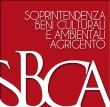 SOPRINTENDENZA
BENI CULTURALI
E AMBIENTALI
AGRIGENTO
SBCA